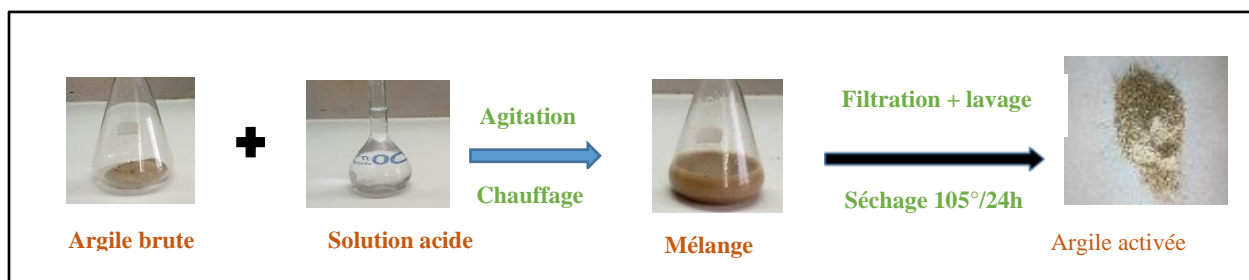 Agitation
Chauffage
Filtration + lavage
Séchage 105°/24h
Argile brute
Solution acide
Mélange
Argile activée